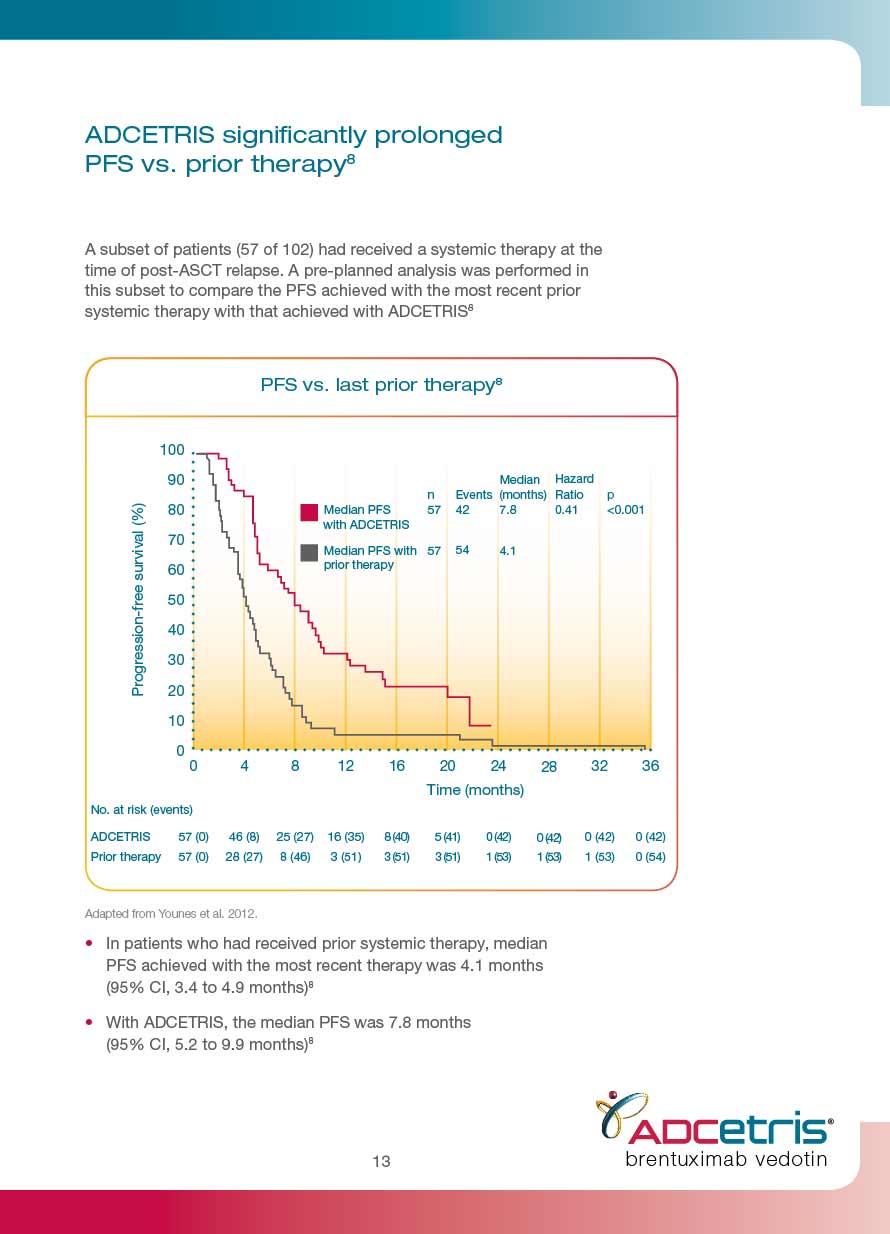 ADCETRIS significantly prolonged
PFS vs. prior therapy8
A subset of patients (57 of 102) had received a systemic therapy at the
time of post-ASCT relapse. A pre-planned analysis was performed in
this subset to compare the PFS achieved with the most recent prior
systemic therapy with that achieved with ADCETRIS8
PFS vs. last prior therapy8
Progression-free survival (%)
100
90
80
70
60
50
40
30
20
10
0
Median Hazard
n Events (months) Ratio p
Median PFS 57 42 7.8 0.41 <0.001
with ADCETRIS
Median PFS with 57 54 4.1
prior therapy
0 4 8 12 16 20 24 28 32 36
Time (months)
No. at risk (events)
ADCETRIS 57 (0) 46 (8) 25 (27) 16 (35) 8 (40) 5 (41) 0 (42) 0 (42) 0 (42) 0 (42)
Prior therapy 57 (0) 28 (27) 8 (46) 3 (51) 3 (51) 3 (51) 1 (53) 1 (53) 1 (53) 0 (54)
Adapted from Younes et al. 2012.
• In patients who had received prior systemic therapy, median
PFS achieved with the most recent therapy was 4.1 months
(95% CI, 3.4 to 4.9 months)8
• With ADCETRIS, the median PFS was 7.8 months
(95% CI, 5.2 to 9.9 months)8
ADCetris®
brentuximab vedotin
13